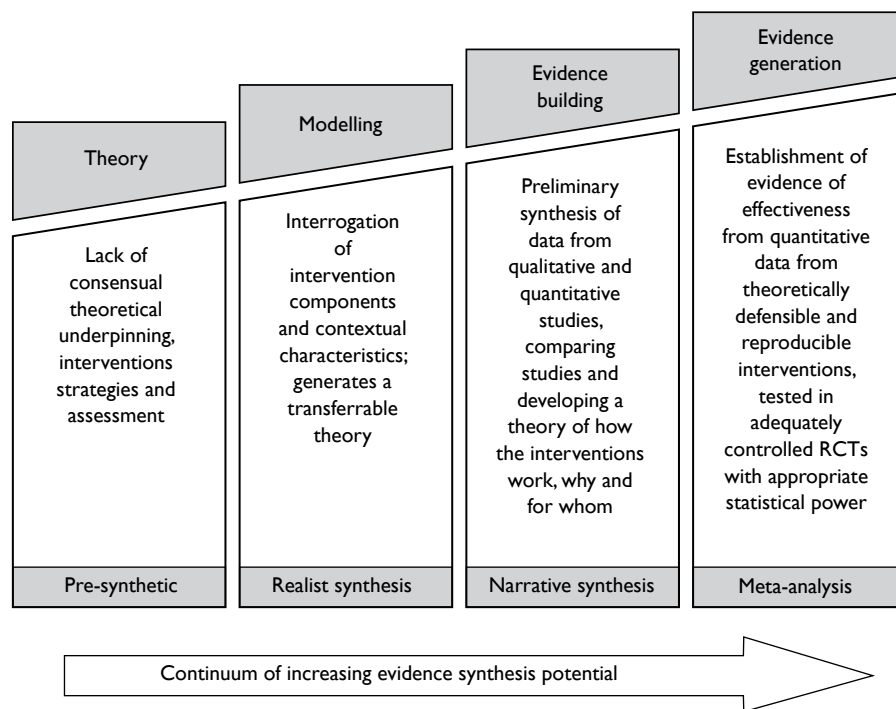 Theory
Lack of
consensual
theoretical
underpinning,
interventions
strategies and
assessment
Pre-synthetic
Modelling
Interrogation
of
intervention
components
and contextual
characteristics;
generates a
transferrable
theory
Realist synthesis
Evidence
building
Preliminary
synthesis of
data from
qualitative and
quantitative
studies,
comparing
studies and
developing a
theory of how
the interventions
work, why and
for whom
Narrative synthesis
Evidence
generation
Establishment of
evidence of
effectiveness
from quantitative
data from
theoretically
defensible and
reproducible
interventions,
tested in
adequately
controlled RCTs
with appropriate
statistical power
Meta-analysis
Continuum of increasing evidence synthesis potential